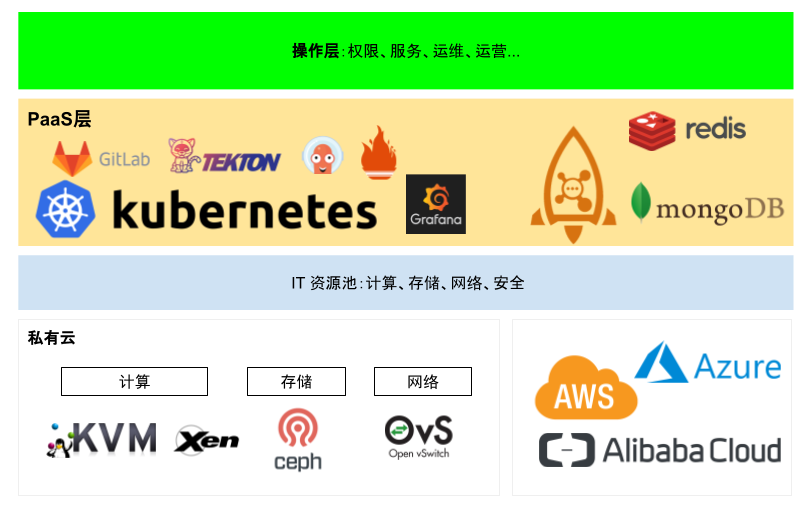 操作层：权限、服务、运维、运营...
PaaS层
redis
GitLab
TEKTON
kubernetes
Grafana
mongoDB
IT 资源池：计算、存储、网络、安全
私有云
计算
存储
网络
KVM
Xen
ceph
OvS
Open vSwitch
Azure
AWS
Alibaba Cloud